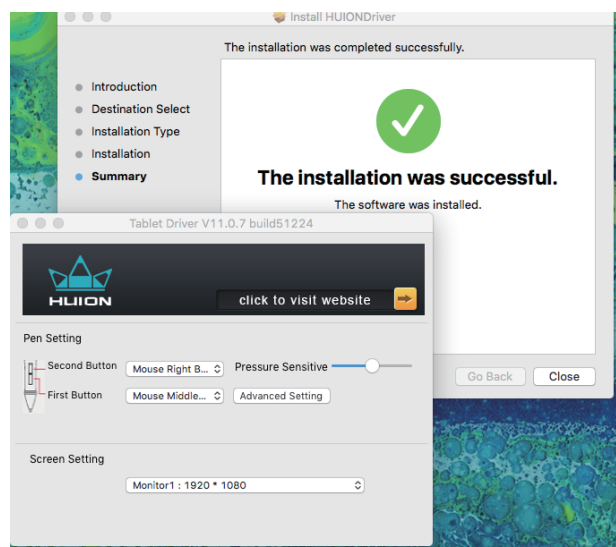 Install HUIONDriver
The installation was completed successfully.
Introduction
Destination Select
Installation Type
Installation
Summary
The installation was successful.
The software was installed.
Go Back
Close
Tablet Driver V11.0.7 build51224
HUION
click to visit website
Pen Setting
Second Button
Mouse Right B...
Pressure Sensitive
First Button
Mouse Middle...
Advanced Setting
Screen Setting
Monitor1 : 1920 * 1080